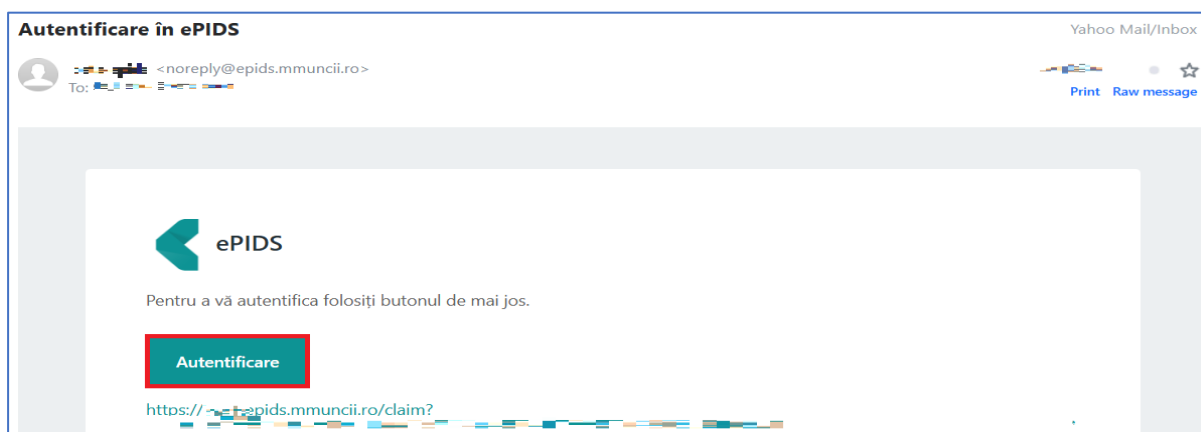 Autentificare în ePIDS
Yahoo Mail/Inbox
<noreply@epids.mmuncii.ro>
To:
Print Raw message
ePIDS
Pentru a vă autentifica folosiți butonul de mai jos.
Autentificare
https:// epids.mmuncii.ro/claim?